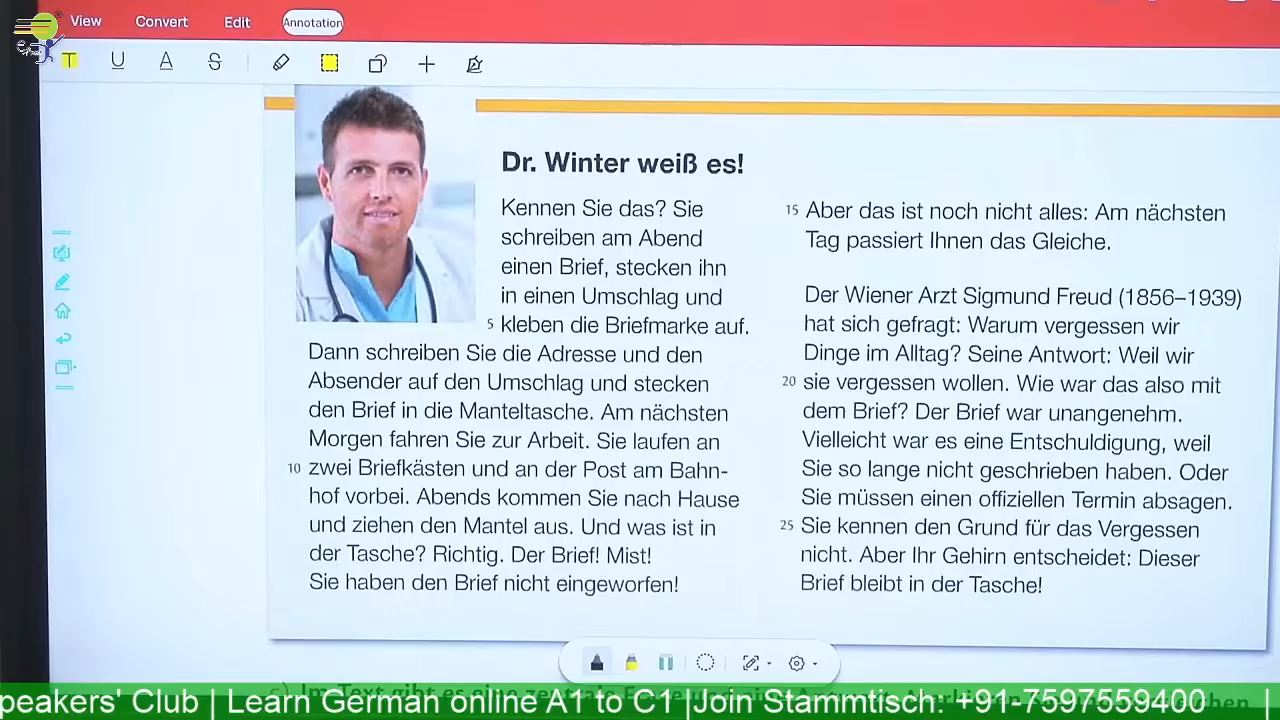 View Convert Edit Annotation
T U A S
Dr. Winter weiß es!
Kennen Sie das? Sie
schreiben am Abend
einen Brief, stecken ihn
in einen Umschlag und
5 kleben die Briefmarke auf.
Dann schreiben Sie die Adresse und den
Absender auf den Umschlag und stecken
den Brief in die Manteltasche. Am nächsten
Morgen fahren Sie zur Arbeit. Sie laufen an
10 zwei Briefkästen und an der Post am Bahn-
hof vorbei. Abends kommen Sie nach Hause
und ziehen den Mantel aus. Und was ist in
der Tasche? Richtig. Der Brief! Mist!
Sie haben den Brief nicht eingeworfen!
15 Aber das ist noch nicht alles: Am nächsten
Tag passiert Ihnen das Gleiche.
Der Wiener Arzt Sigmund Freud (1856–1939)
hat sich gefragt: Warum vergessen wir
Dinge im Alltag? Seine Antwort: Weil wir
20 sie vergessen wollen. Wie war das also mit
dem Brief? Der Brief war unangenehm.
Vielleicht war es eine Entschuldigung, weil
Sie so lange nicht geschrieben haben. Oder
Sie müssen einen offiziellen Termin absagen.
25 Sie kennen den Grund für das Vergessen
nicht. Aber Ihr Gehirn entscheidet: Dieser
Brief bleibt in der Tasche!
peakers' Club | Learn German online A1 to C1 |Join Stammtisch: +91-7597559400 |